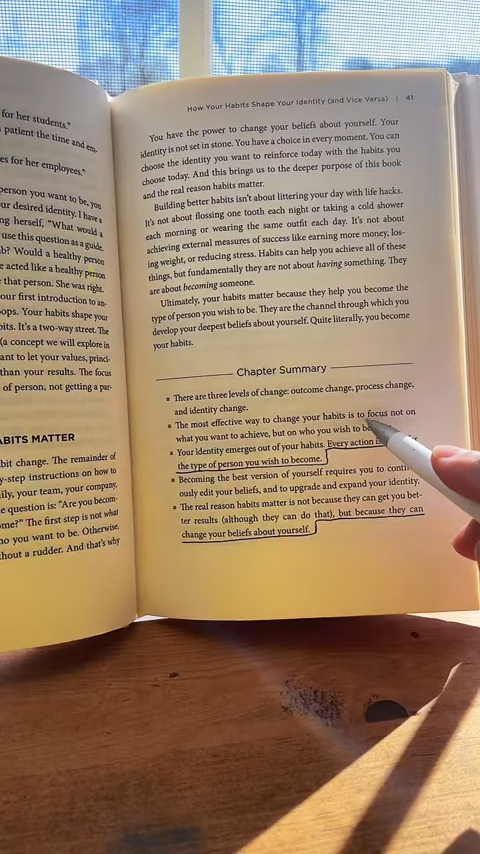 for her students."
patient the time and en-
es for her employees."
person you want to be, you
ur desired identity. I have a
ng herself, "What would a
use this question as a guide.
b? Would a healthy person
e acted like a healthy person
that person. She was right.
our first introduction to an-
oops. Your habits shape your
bits. It's a two-way street. The
(a concept we will explore in
ant to let your values, princi-
than your results. The focus
of person, not getting a par-
ABITS MATTER
bit change. The remainder of
y-step instructions on how to
ily, your team, your company,
e question is: "Are you becom-
ome?" The first step is not what
ho you want to be. Otherwise,
hout a rudder. And that's why
How Your Habits Shape Your Identity (and Vice Versa) | 41
You have the power to change your beliefs about yourself. Your
identity is not set in stone. You have a choice in every moment. You can
choose the identity you want to reinforce today with the habits you
choose today. And this brings us to the deeper purpose of this book
and the real reason habits matter.
Building better habits isn't about littering your day with life hacks.
It's not about flossing one tooth each night or taking a cold shower
each morning or wearing the same outfit each day. It's not about
achieving external measures of success like earning more money, los-
ing weight, or reducing stress. Habits can help you achieve all of these
things, but fundamentally they are not about having something. They
are about becoming someone.
Ultimately, your habits matter because they help you become the
type of person you wish to be. They are the channel through which you
develop your deepest beliefs about yourself. Quite literally, you become
your habits.
Chapter Summary
■ There are three levels of change: outcome change, process change,
and identity change.
■ The most effective way to change your habits is to focus not on
what you want to achieve, but on who you wish to
■ Your identity emerges out of your habits. Every action
the type of person you wish to become.
■ Becoming the best version of yourself requires you to contin-
uously edit your beliefs, and to upgrade and expand your identity.
■ The real reason habits matter is not because they can get you bet-
ter results (although they can do that), but because they can
change your beliefs about yourself.